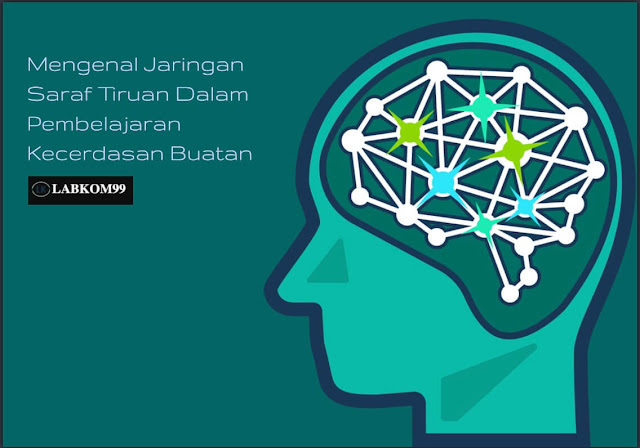 Mengenal Jaringan
Saraf Tiruan Dalam
Pembelajaran
Kecerdasan Buatan
LABKOM99